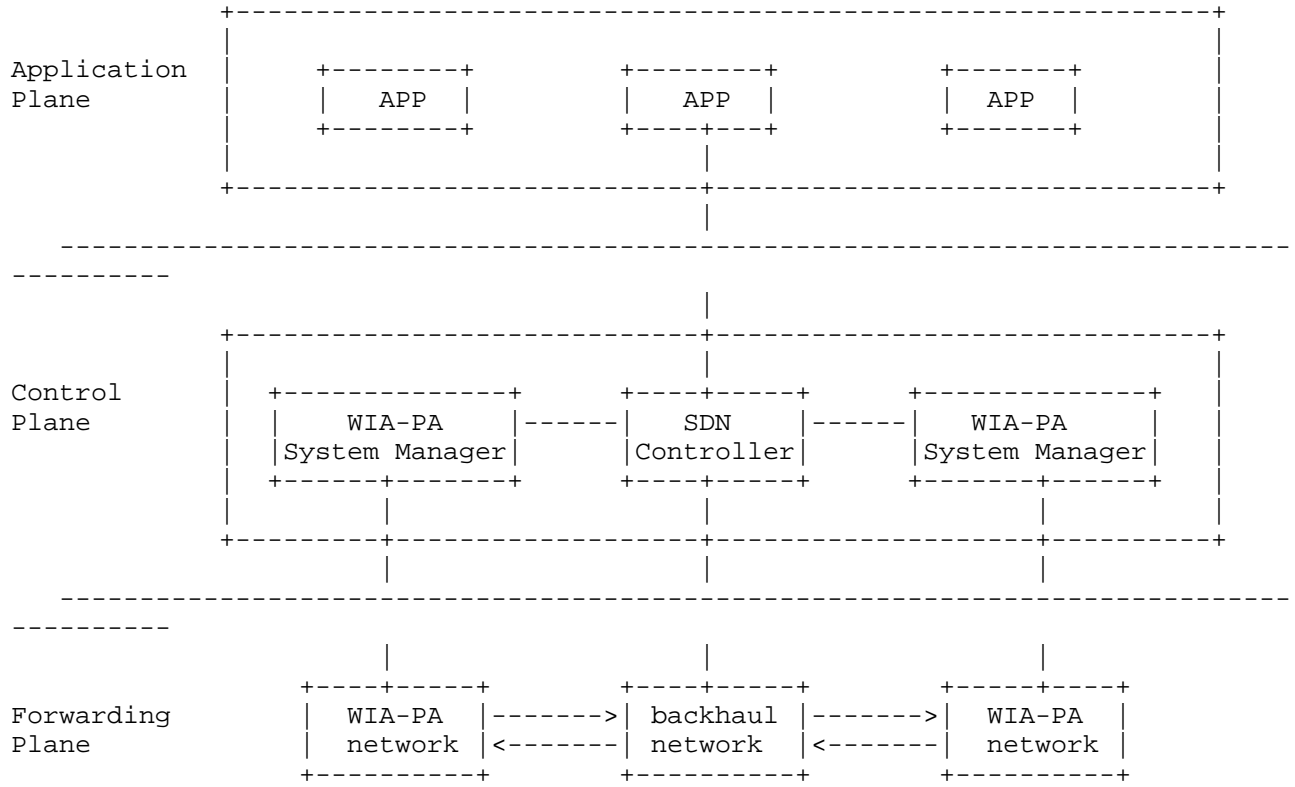 Application
Plane
APP APP APP
Control
Plane
WIA-PA SDN WIA-PA
System Manager Controller System Manager
Forwarding
Plane
WIA-PA backhaul WIA-PA
network network network